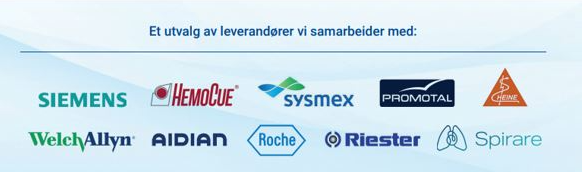 Et utvalg av leverandører vi samarbeider med:
SIEMENS HEMOCUE® sysmex PROMOTAL HEINE
WelchAllyn® AIDIAN Roche Riester Spirare